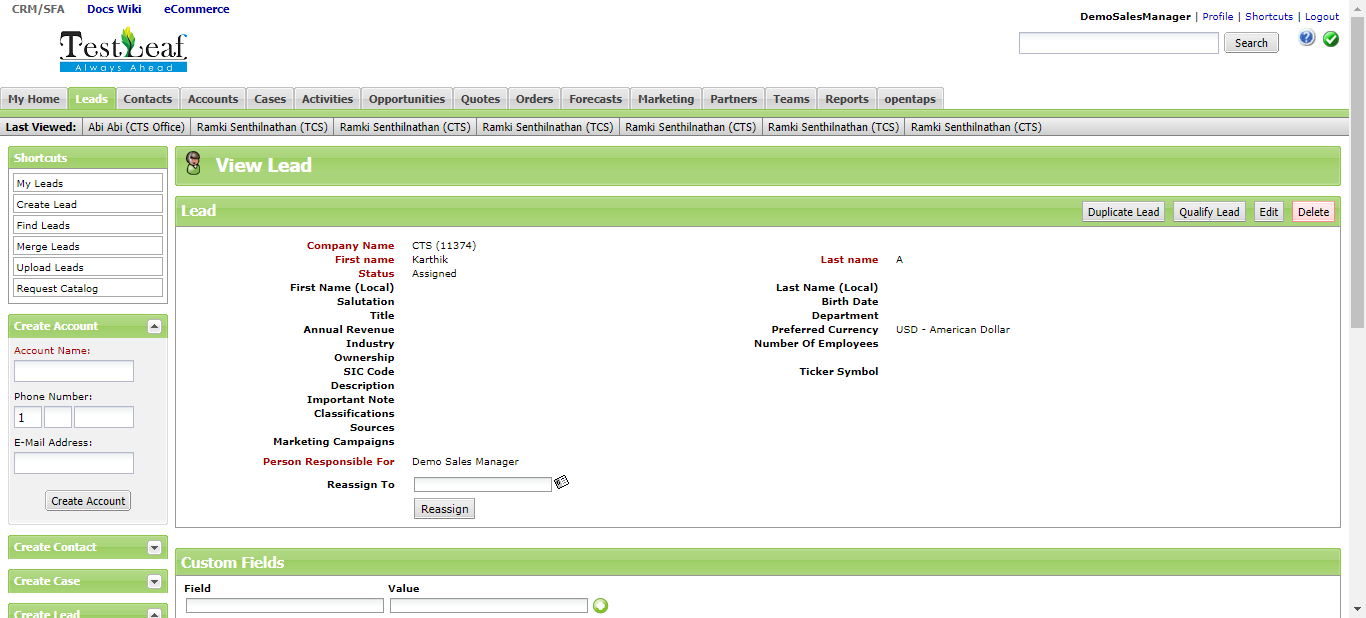 CRM/SFA Docs Wiki eCommerce
DemoSalesManager | Profile | Shortcuts | Logout
TestLeaf
Always Ahead
Search
My Home Leads Contacts Accounts Cases Activities Opportunities Quotes Orders Forecasts Marketing Partners Teams Reports opentaps
Last Viewed: Abi Abi (CTS Office) Ramki Senthilnathan (TCS) Ramki Senthilnathan (CTS) Ramki Senthilnathan (TCS) Ramki Senthilnathan (CTS) Ramki Senthilnathan (TCS) Ramki Senthilnathan (CTS)
Shortcuts
My Leads
Create Lead
Find Leads
Merge Leads
Upload Leads
Request Catalog
Create Account
Account Name:
Phone Number:
1
E-Mail Address:
Create Account
Create Contact
Create Case
Create Lead
View Lead
Lead Duplicate Lead Qualify Lead Edit Delete
Company Name CTS (11374)
First name Karthik Last name A
Status Assigned
First Name (Local) Last Name (Local)
Salutation Birth Date
Title Department
Annual Revenue Preferred Currency USD - American Dollar
Industry Number Of Employees
Ownership
SIC Code Ticker Symbol
Description
Important Note
Classifications
Sources
Marketing Campaigns
Person Responsible For Demo Sales Manager
Reassign To
Reassign
Custom Fields
Field Value